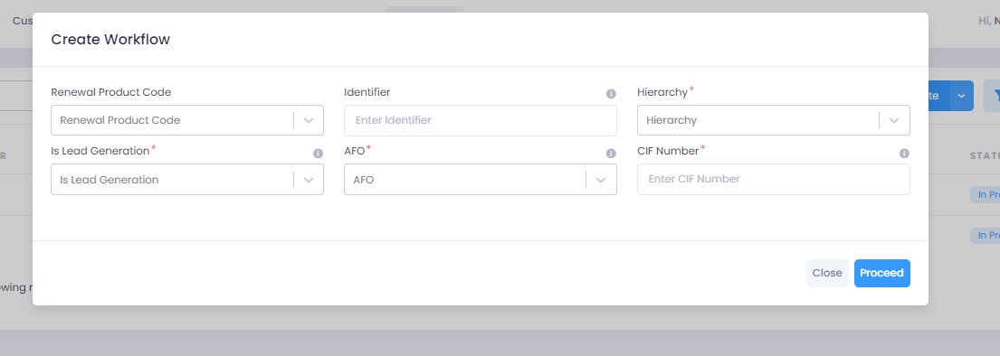 Cus
Hi, N
Create Workflow
Renewal Product Code
Identifier
Hierarchy*
Renewal Product Code
Enter Identifier
Hierarchy
te
Is Lead Generation*
AFO*
CIF Number*
R
STATU
Is Lead Generation
AFO
Enter CIF Number
In Pro
In Pro
Close
Proceed
owing r